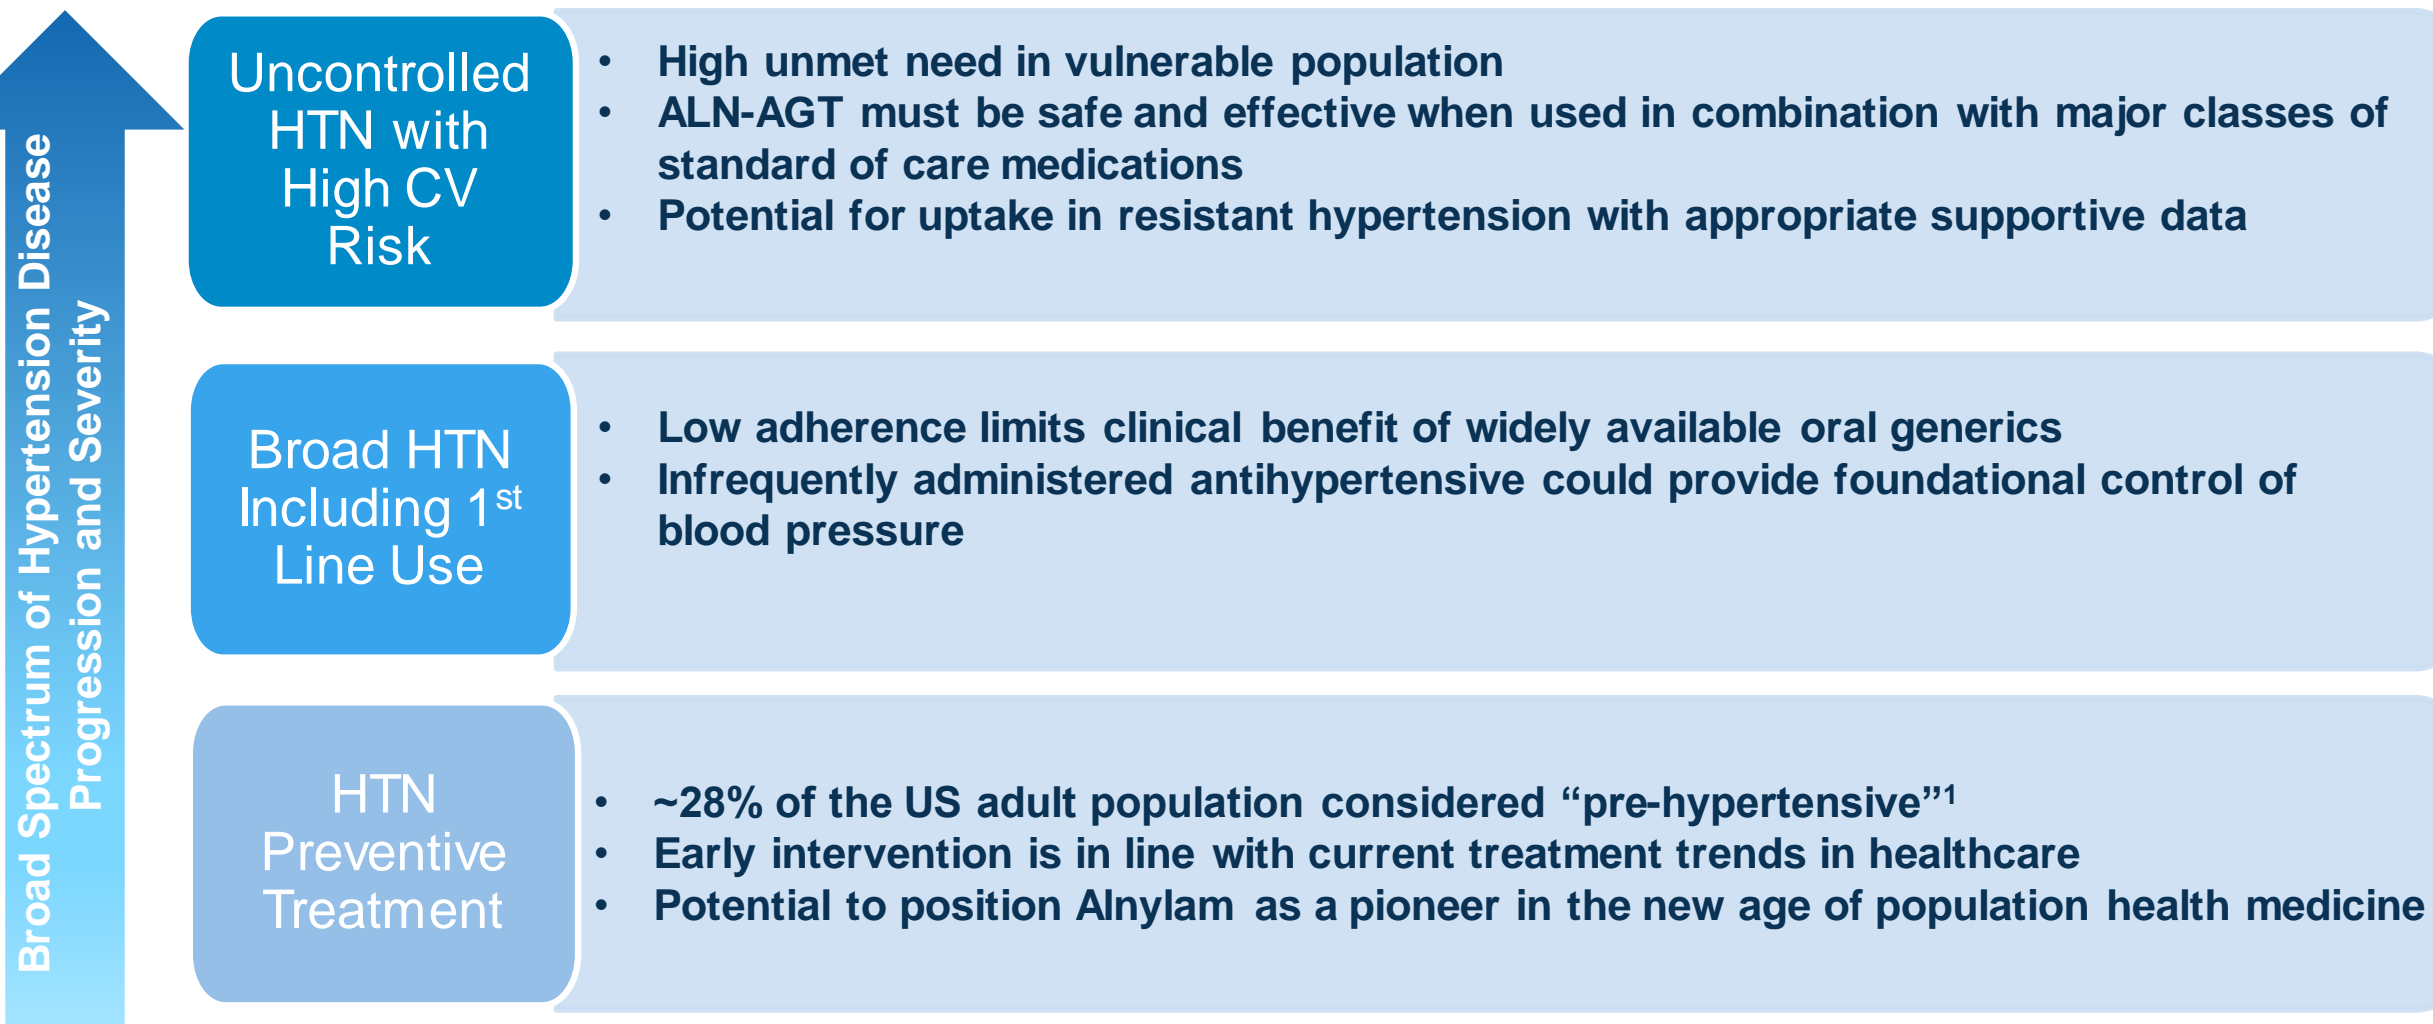 Broad Spectrum of Hypertension Disease
Progression and Severity
Uncontrolled
HTN with
High CV
Risk
• High unmet need in vulnerable population
• ALN-AGT must be safe and effective when used in combination with major classes of
standard of care medications
• Potential for uptake in resistant hypertension with appropriate supportive data
Broad HTN
Including 1st
Line Use
• Low adherence limits clinical benefit of widely available oral generics
• Infrequently administered antihypertensive could provide foundational control of
blood pressure
HTN
Preventive
Treatment
• ~28% of the US adult population considered “pre-hypertensive”1
• Early intervention is in line with current treatment trends in healthcare
• Potential to position Alnylam as a pioneer in the new age of population health medicine